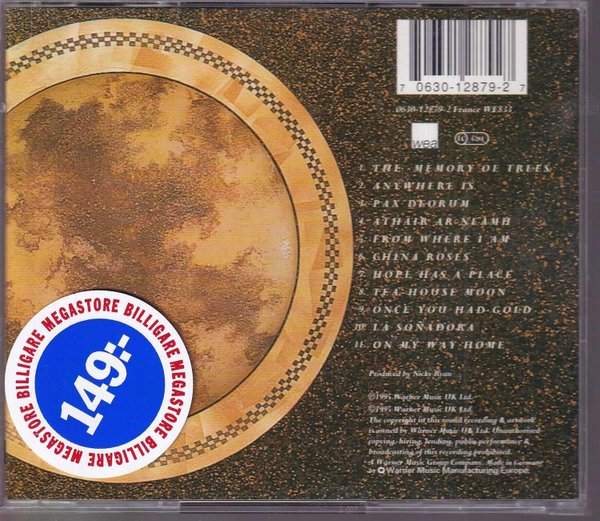 7 0630-12879-2 7
0630-12879-2 France WE833
wea
LC 4281
1. THE MEMORY OF TREES
2. ANYWHERE IS
3. PAX DEORUM
4. ATHAIR AR NEAMH
5. FROM WHERE I AM
6. CHINA ROSES
7. HOPE HAS A PLACE
8. TEA-HOUSE MOON
9. ONCE YOU HAD GOLD
10. LA SOÑADORA
11. ON MY WAY HOME
Produced by Nicky Ryan
℗1995 Warner Music UK Ltd.
©1995 Warner Music UK Ltd.
The copyright in this sound recording & artwork
is owned by Warner Music UK Ltd. Unauthorised
copying, hiring, lending, public performance &
broadcasting of this recording prohibited.
A Warner Music Group Company. Made in Germany
by Warner Music Manufacturing Europe.
MEGASTORE BILLIGARE MEGASTORE BILLIGARE MEGASTORE BILLIGARE
149:-